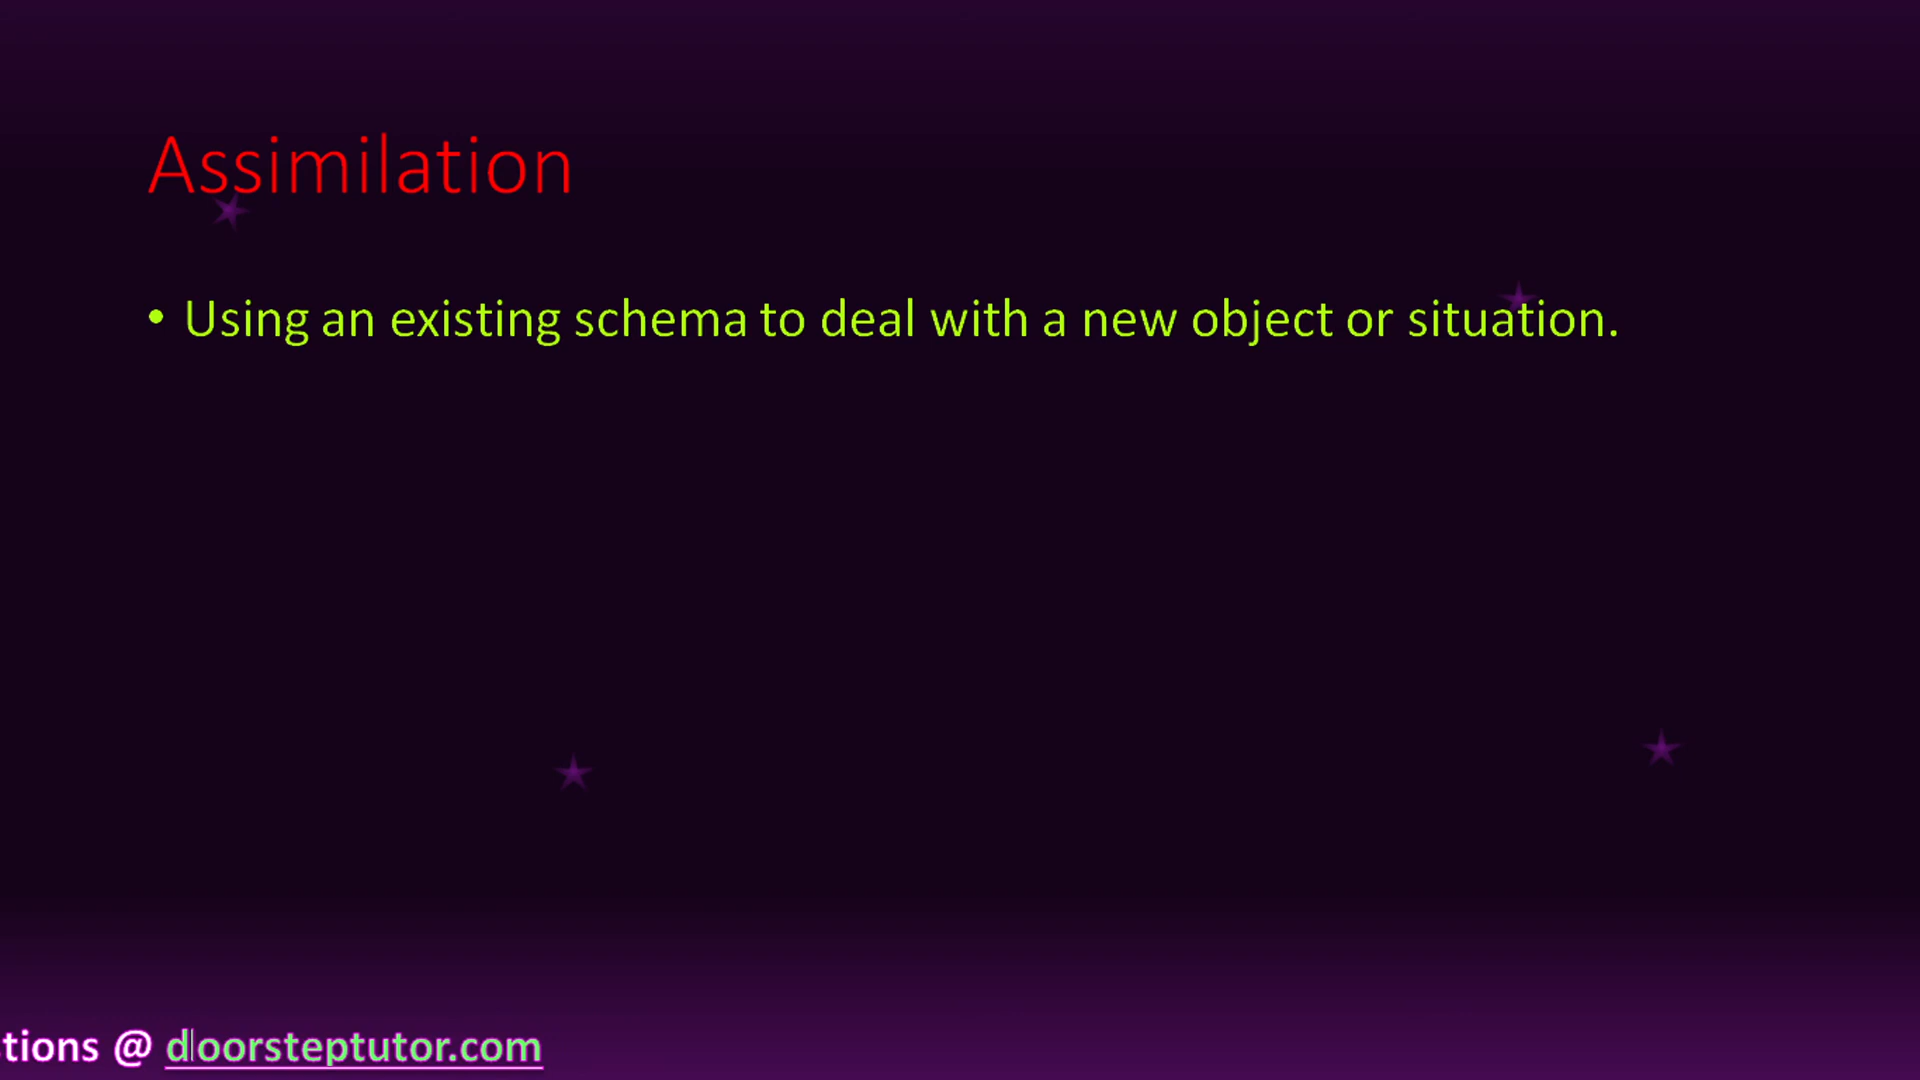 Assimilation
• Using an existing schema to deal with a new object or situation.
tions @ doorsteptutor.com